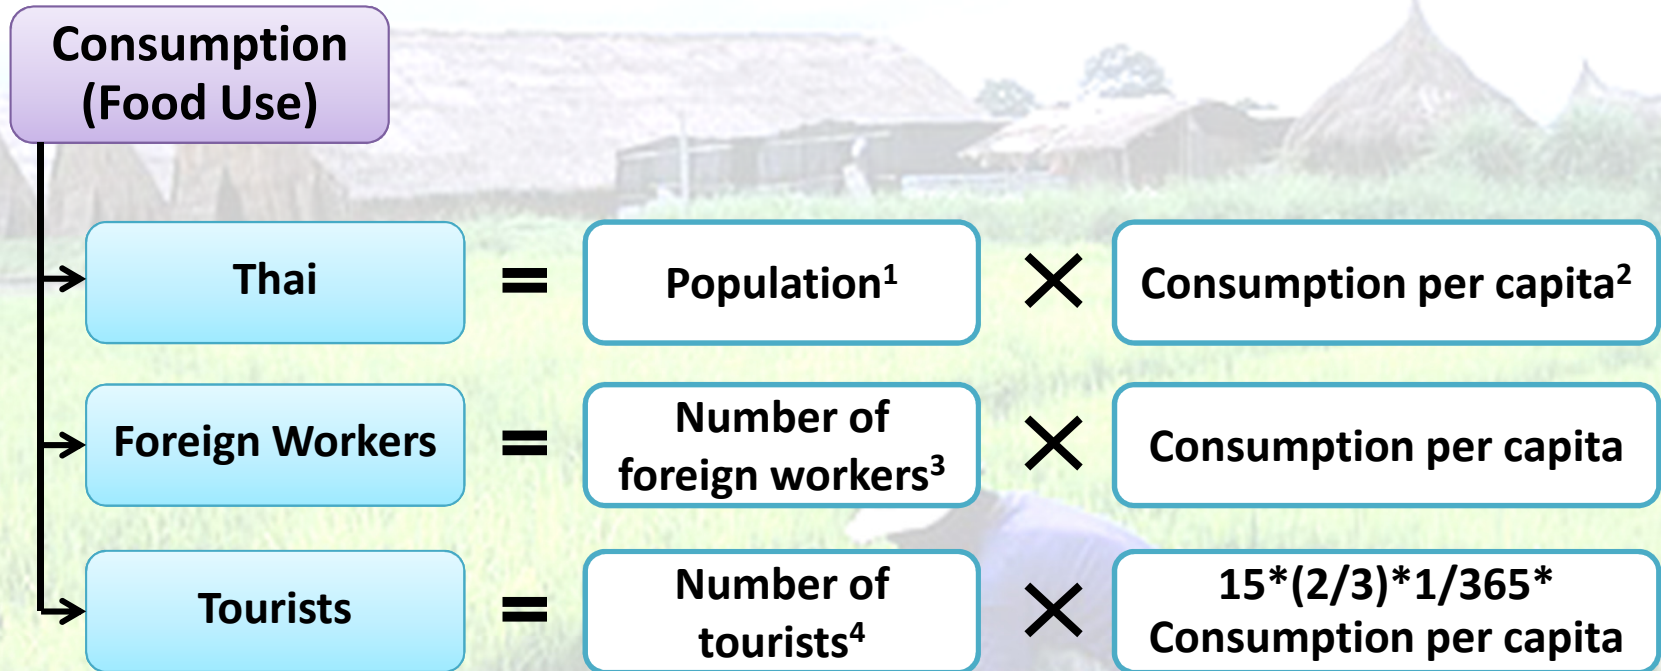 Consumption
(Food Use)
Thai = Population¹ × Consumption per capita²
Foreign Workers = Number of
foreign workers³ × Consumption per capita
Tourists = Number of
tourists⁴ × 15*(2/3)*1/365*
Consumption per capita